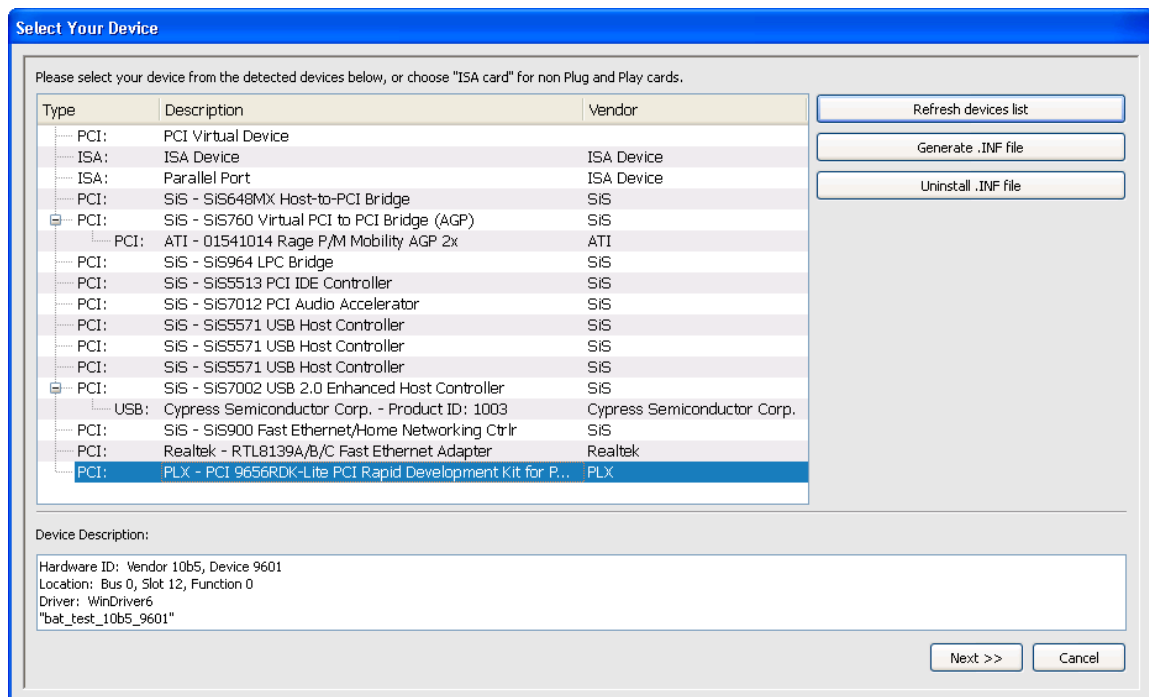 Select Your Device
Please select your device from the detected devices below, or choose "ISA card" for non Plug and Play cards.
Type Description Vendor
PCI: PCI Virtual Device
ISA: ISA Device ISA Device
ISA: Parallel Port ISA Device
PCI: SiS - SiS648MX Host-to-PCI Bridge SiS
PCI: SiS - SiS760 Virtual PCI to PCI Bridge (AGP) SiS
PCI: ATI - 01541014 Rage P/M Mobility AGP 2x ATI
PCI: SiS - SiS964 LPC Bridge SiS
PCI: SiS - SiS5513 PCI IDE Controller SiS
PCI: SiS - SiS7012 PCI Audio Accelerator SiS
PCI: SiS - SiS5571 USB Host Controller SiS
PCI: SiS - SiS5571 USB Host Controller SiS
PCI: SiS - SiS5571 USB Host Controller SiS
PCI: SiS - SiS7002 USB 2.0 Enhanced Host Controller SiS
USB: Cypress Semiconductor Corp. - Product ID: 1003 Cypress Semiconductor Corp.
PCI: SiS - SiS900 Fast Ethernet/Home Networking Ctrlr SiS
PCI: Realtek - RTL8139A/B/C Fast Ethernet Adapter Realtek
PCI: PLX - PCI 9656RDK-Lite PCI Rapid Development Kit for P... PLX
Refresh devices list
Generate .INF file
Uninstall .INF file
Device Description:
Hardware ID: Vendor 10b5, Device 9601
Location: Bus 0, Slot 12, Function 0
Driver: WinDriver6
"bat_test_10b5_9601"
Next >> Cancel